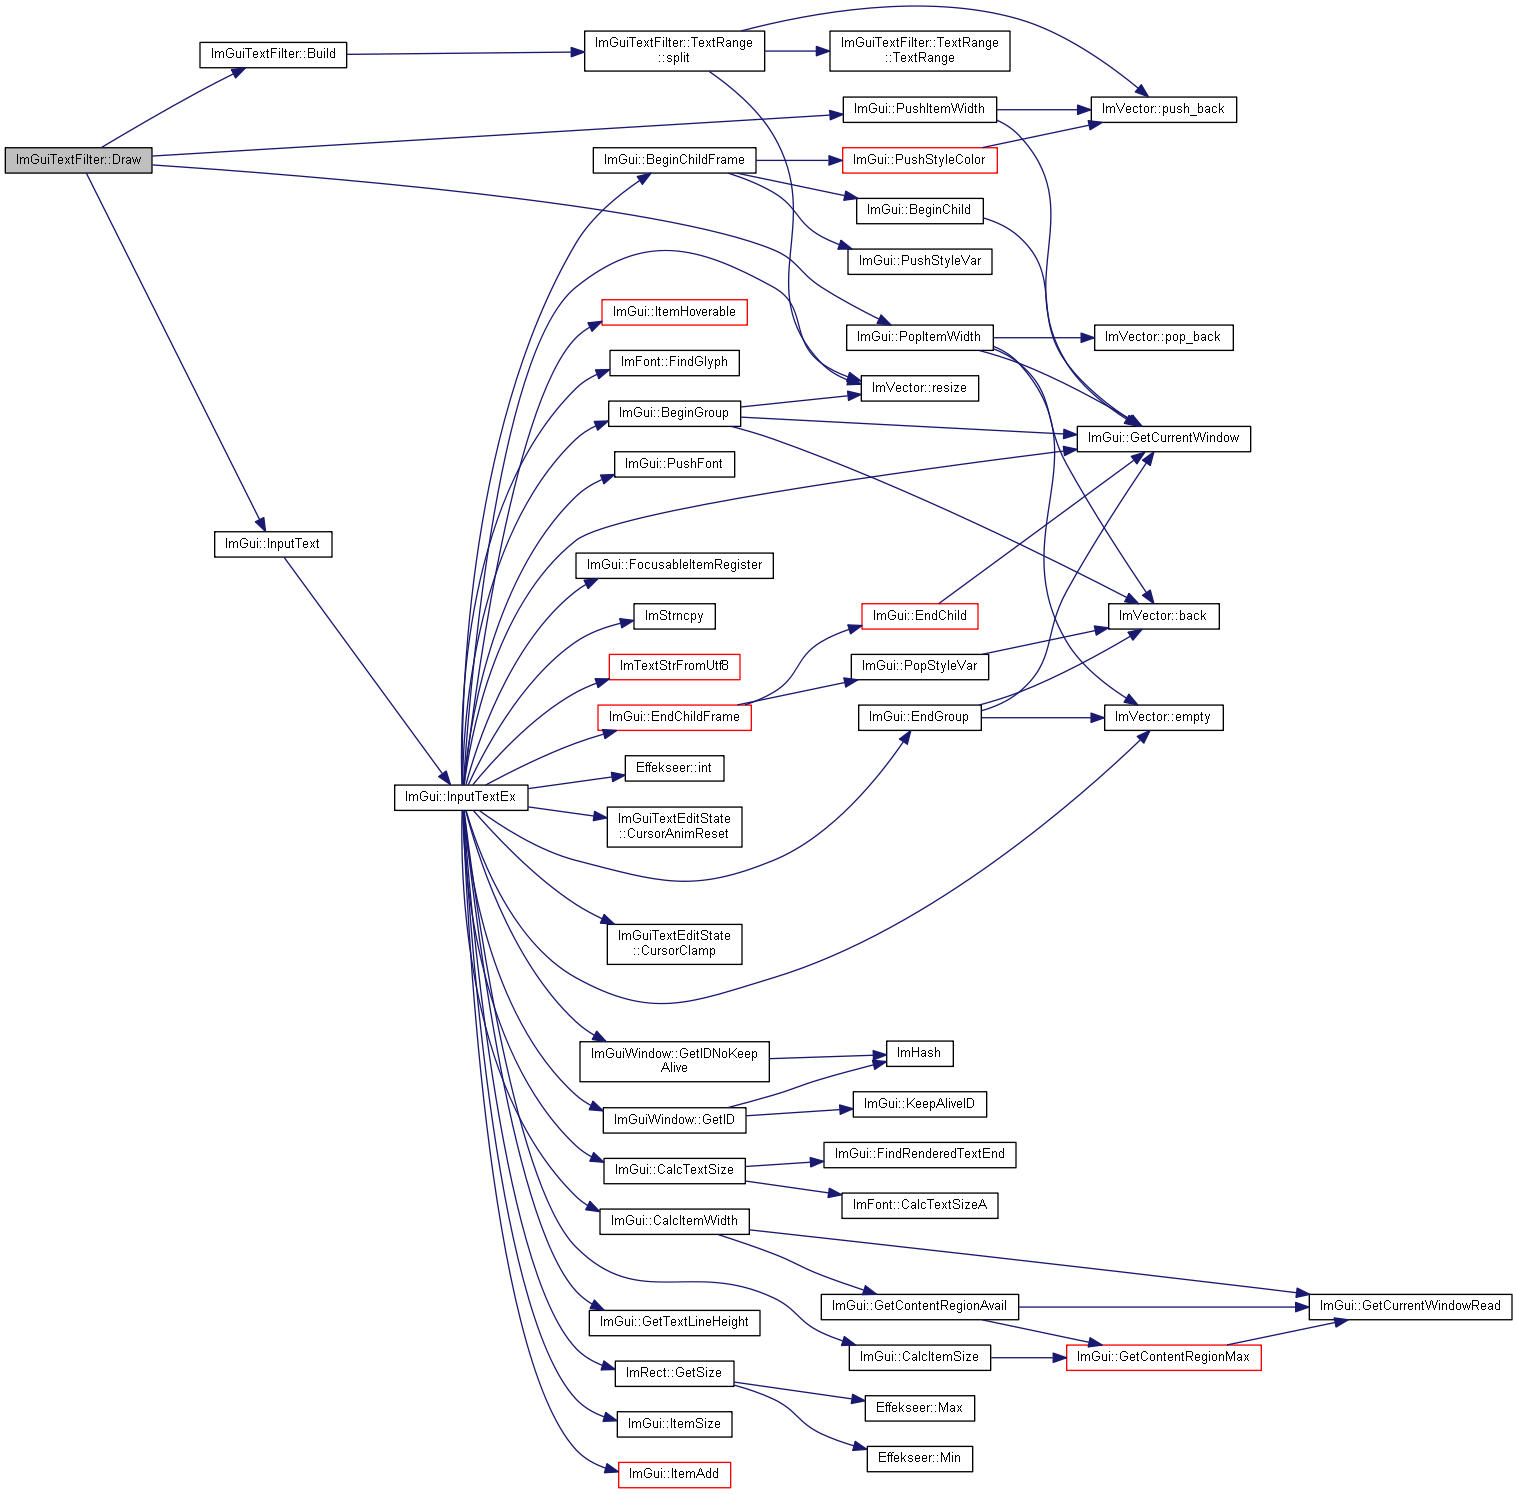 ImGuiTextFilter::Draw
ImGuiTextFilter::Build
ImGui::InputText
ImGui::InputTextEx
ImGuiTextFilter::TextRange
::split
ImGui::BeginChildFrame
ImGui::ItemHoverable
ImFont::FindGlyph
ImGui::BeginGroup
ImGui::PushFont
ImGui::FocusableItemRegister
ImStrncpy
ImTextStrFromUtf8
ImGui::EndChildFrame
Effekseer::int
ImGuiTextEditState
::CursorAnimReset
ImGuiTextEditState
::CursorClamp
ImGuiWindow::GetIDNoKeep
Alive
ImGuiWindow::GetID
ImGui::CalcTextSize
ImGui::CalcItemWidth
ImGui::GetTextLineHeight
ImRect::GetSize
ImGui::ItemSize
ImGui::ItemAdd
ImGuiTextFilter::TextRange
::TextRange
ImGui::PushItemWidth
ImGui::PushStyleColor
ImGui::BeginChild
ImGui::PushStyleVar
ImGui::PopItemWidth
ImVector::resize
ImGui::EndChild
ImGui::PopStyleVar
ImGui::EndGroup
ImHash
ImGui::KeepAliveID
ImGui::FindRenderedTextEnd
ImFont::CalcTextSizeA
ImGui::GetContentRegionAvail
ImGui::CalcItemSize
Effekseer::Max
Effekseer::Min
ImVector::push_back
ImVector::pop_back
ImGui::GetCurrentWindow
ImVector::back
ImVector::empty
ImGui::GetContentRegionMax
ImGui::GetCurrentWindowRead